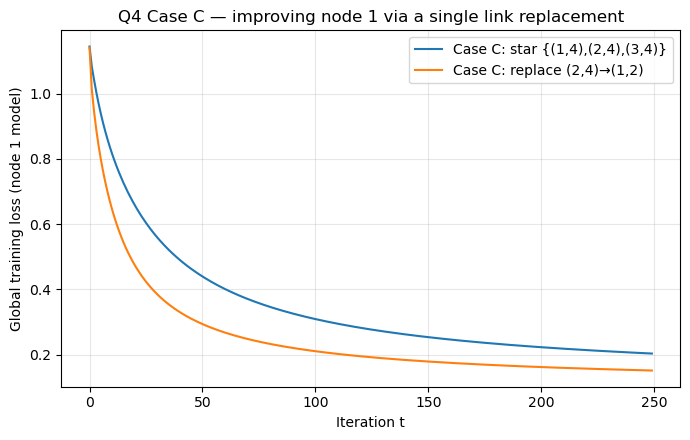 Q4 Case C — improving node 1 via a single link replacement
Case C: star {(1,4),(2,4),(3,4)}
Case C: replace (2,4)→(1,2)
Global training loss (node 1 model)
1.0
0.8
0.6
0.4
0.2
0
50
100
150
200
250
Iteration t